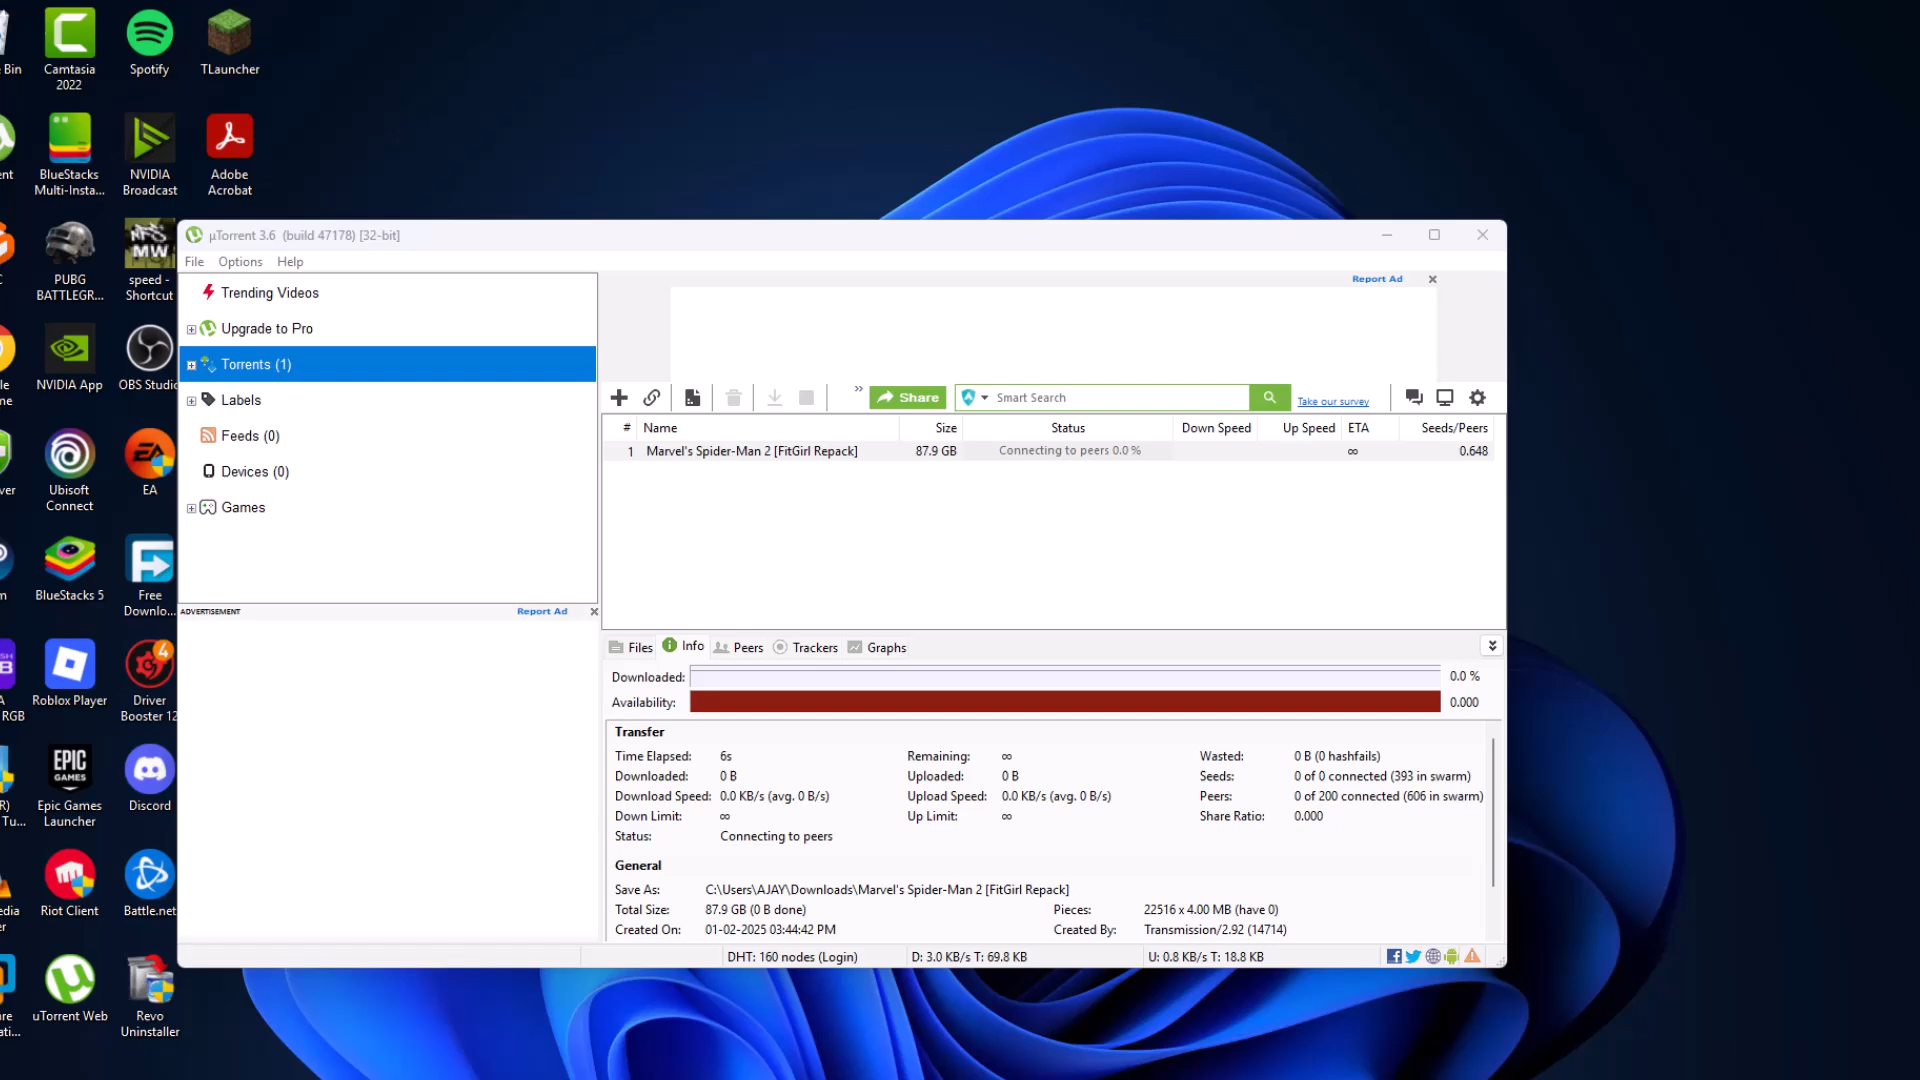 Bin
Camtasia
2022
Spotify
TLauncher
ent
BlueStacks
Multi-Insta...
NVIDIA
Broadcast
Adobe
Acrobat
C
PUBG
BATTLEGR...
NFS
MW
speed -
Shortcut
NVIDIA App
OBS Studio
Ubisoft
Connect
EA
BlueStacks 5
Free
Downlo...
Roblox Player
Driver
Booster 12
4
RGB
EPIC
GAMES
Epic Games
Launcher
Discord
R)
Tu...
Riot Client
Battle.net
edia
er
uTorrent Web
Revo
Uninstaller
µTorrent 3.6 (build 47178) [32-bit]
File Options Help
Trending Videos
Upgrade to Pro
Torrents (1)
Labels
Feeds (0)
Devices (0)
Games
ADVERTISEMENT Report Ad
Report Ad
Share
Smart Search
Take our survey
# Name Size Status Down Speed Up Speed ETA Seeds/Peers
1 Marvel's Spider-Man 2 [FitGirl Repack] 87.9 GB Connecting to peers 0.0 % ∞ 0.648
Files Info Peers Trackers Graphs
Downloaded: 0.0 %
Availability: 0.000
Transfer
Time Elapsed: 6s Remaining: ∞ Wasted: 0 B (0 hashfails)
Downloaded: 0 B Uploaded: 0 B Seeds: 0 of 0 connected (393 in swarm)
Download Speed: 0.0 KB/s (avg. 0 B/s) Upload Speed: 0.0 KB/s (avg. 0 B/s) Peers: 0 of 200 connected (606 in swarm)
Down Limit: ∞ Up Limit: ∞ Share Ratio: 0.000
Status: Connecting to peers
General
Save As: C:\Users\AJAY\Downloads\Marvel's Spider-Man 2 [FitGirl Repack]
Total Size: 87.9 GB (0 B done) Pieces: 22516 x 4.00 MB (have 0)
Created On: 01-02-2025 03:44:42 PM Created By: Transmission/2.92 (14714)
DHT: 160 nodes (Login) D: 3.0 KB/s T: 69.8 KB U: 0.8 KB/s T: 18.8 KB